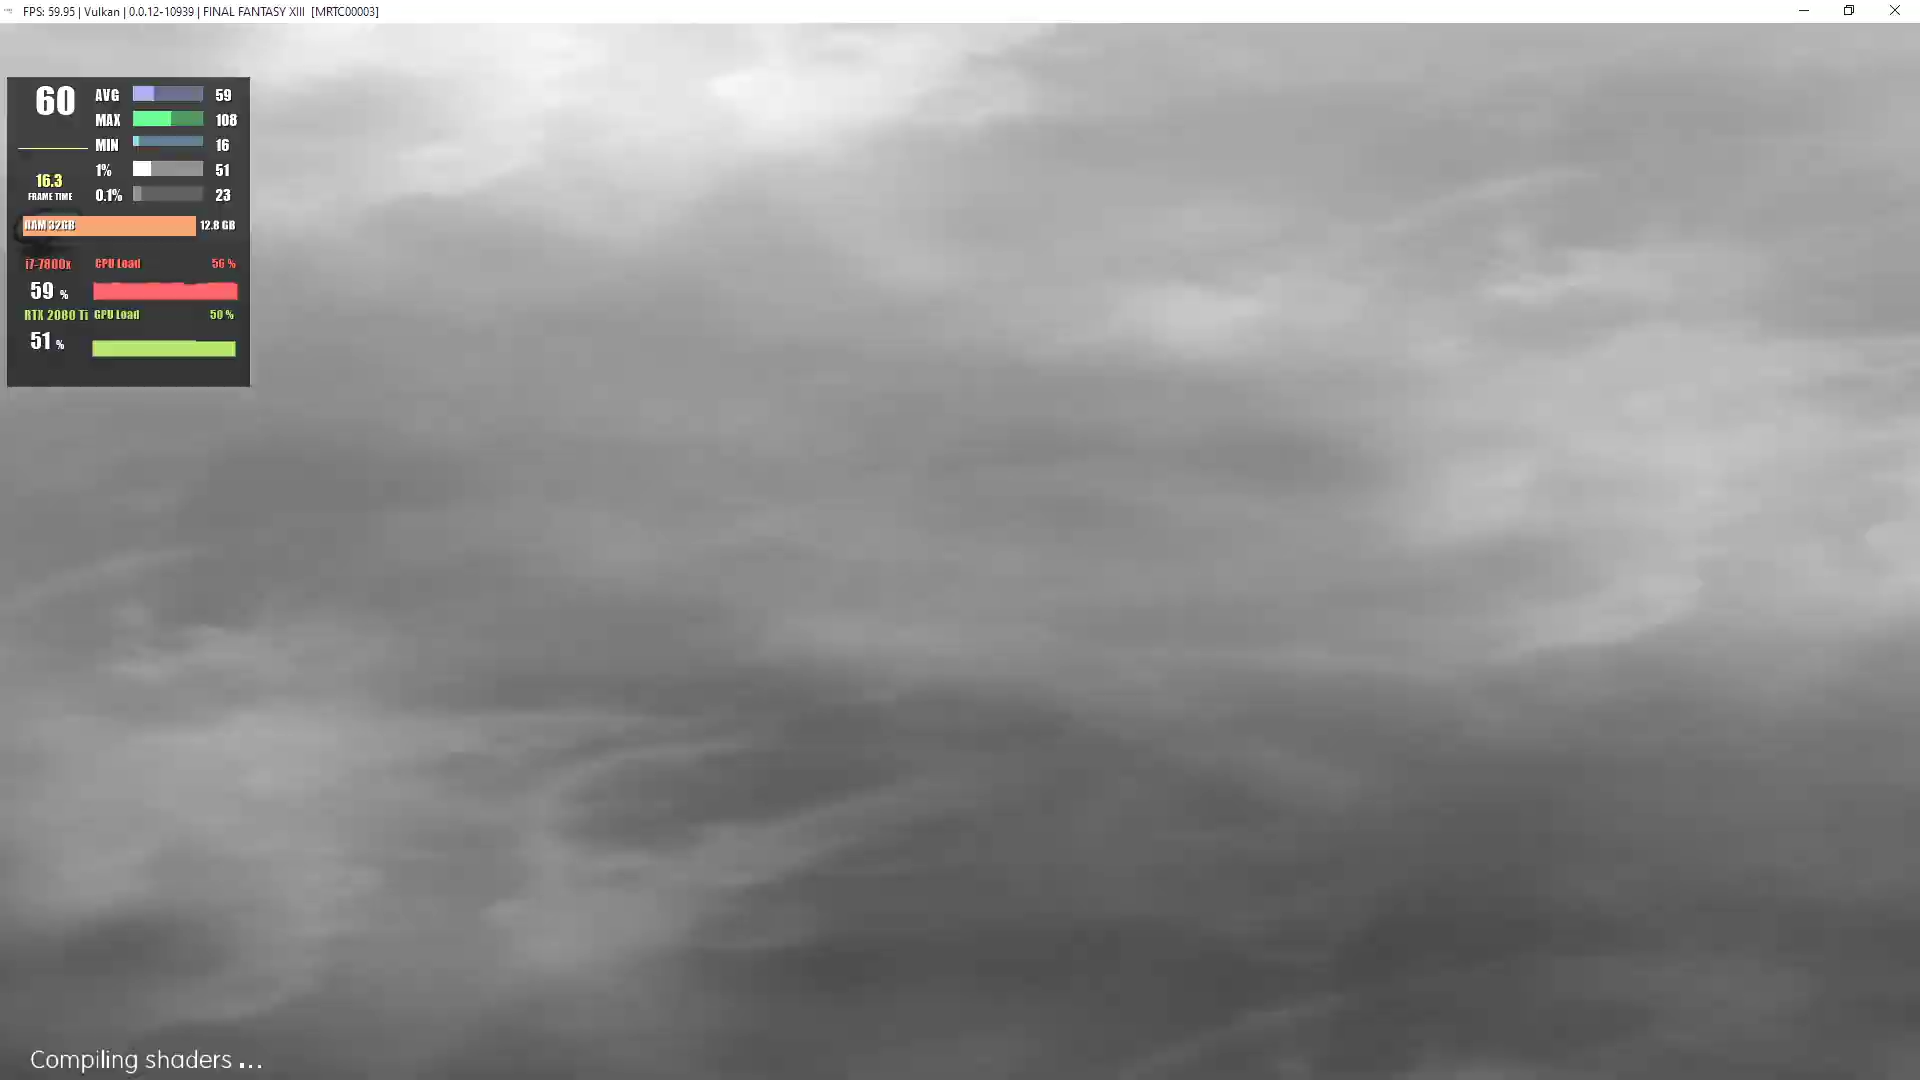 FPS: 59.95 | Vulkan | 0.0.12-10939 | FINAL FANTASY XIII [MRTC00003]
60 AVG 59
MAX 108
MIN 16
16.3 1% 51
FRAME TIME 0.1% 23
RAM 32GB 12.8 GB
i7-7800x CPU Load 56 %
59 %
RTX 2080 Ti GPU Load 50 %
51 %
Compiling shaders ...